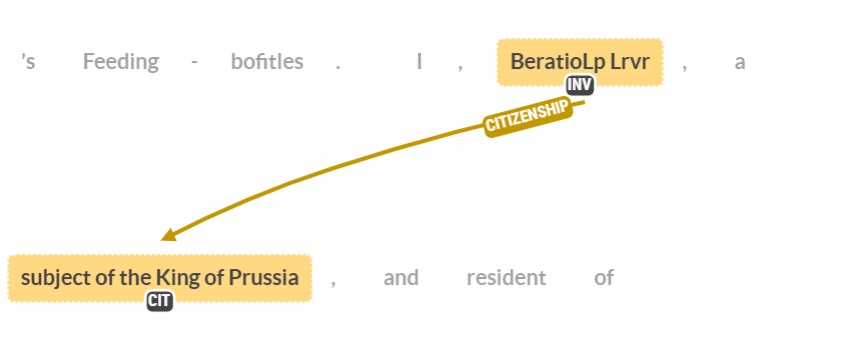 ’s Feeding - bofitles . I , BeratioLp Lrvr , a
INV
CITIZENSHIP
subject of the King of Prussia , and resident of
CIT